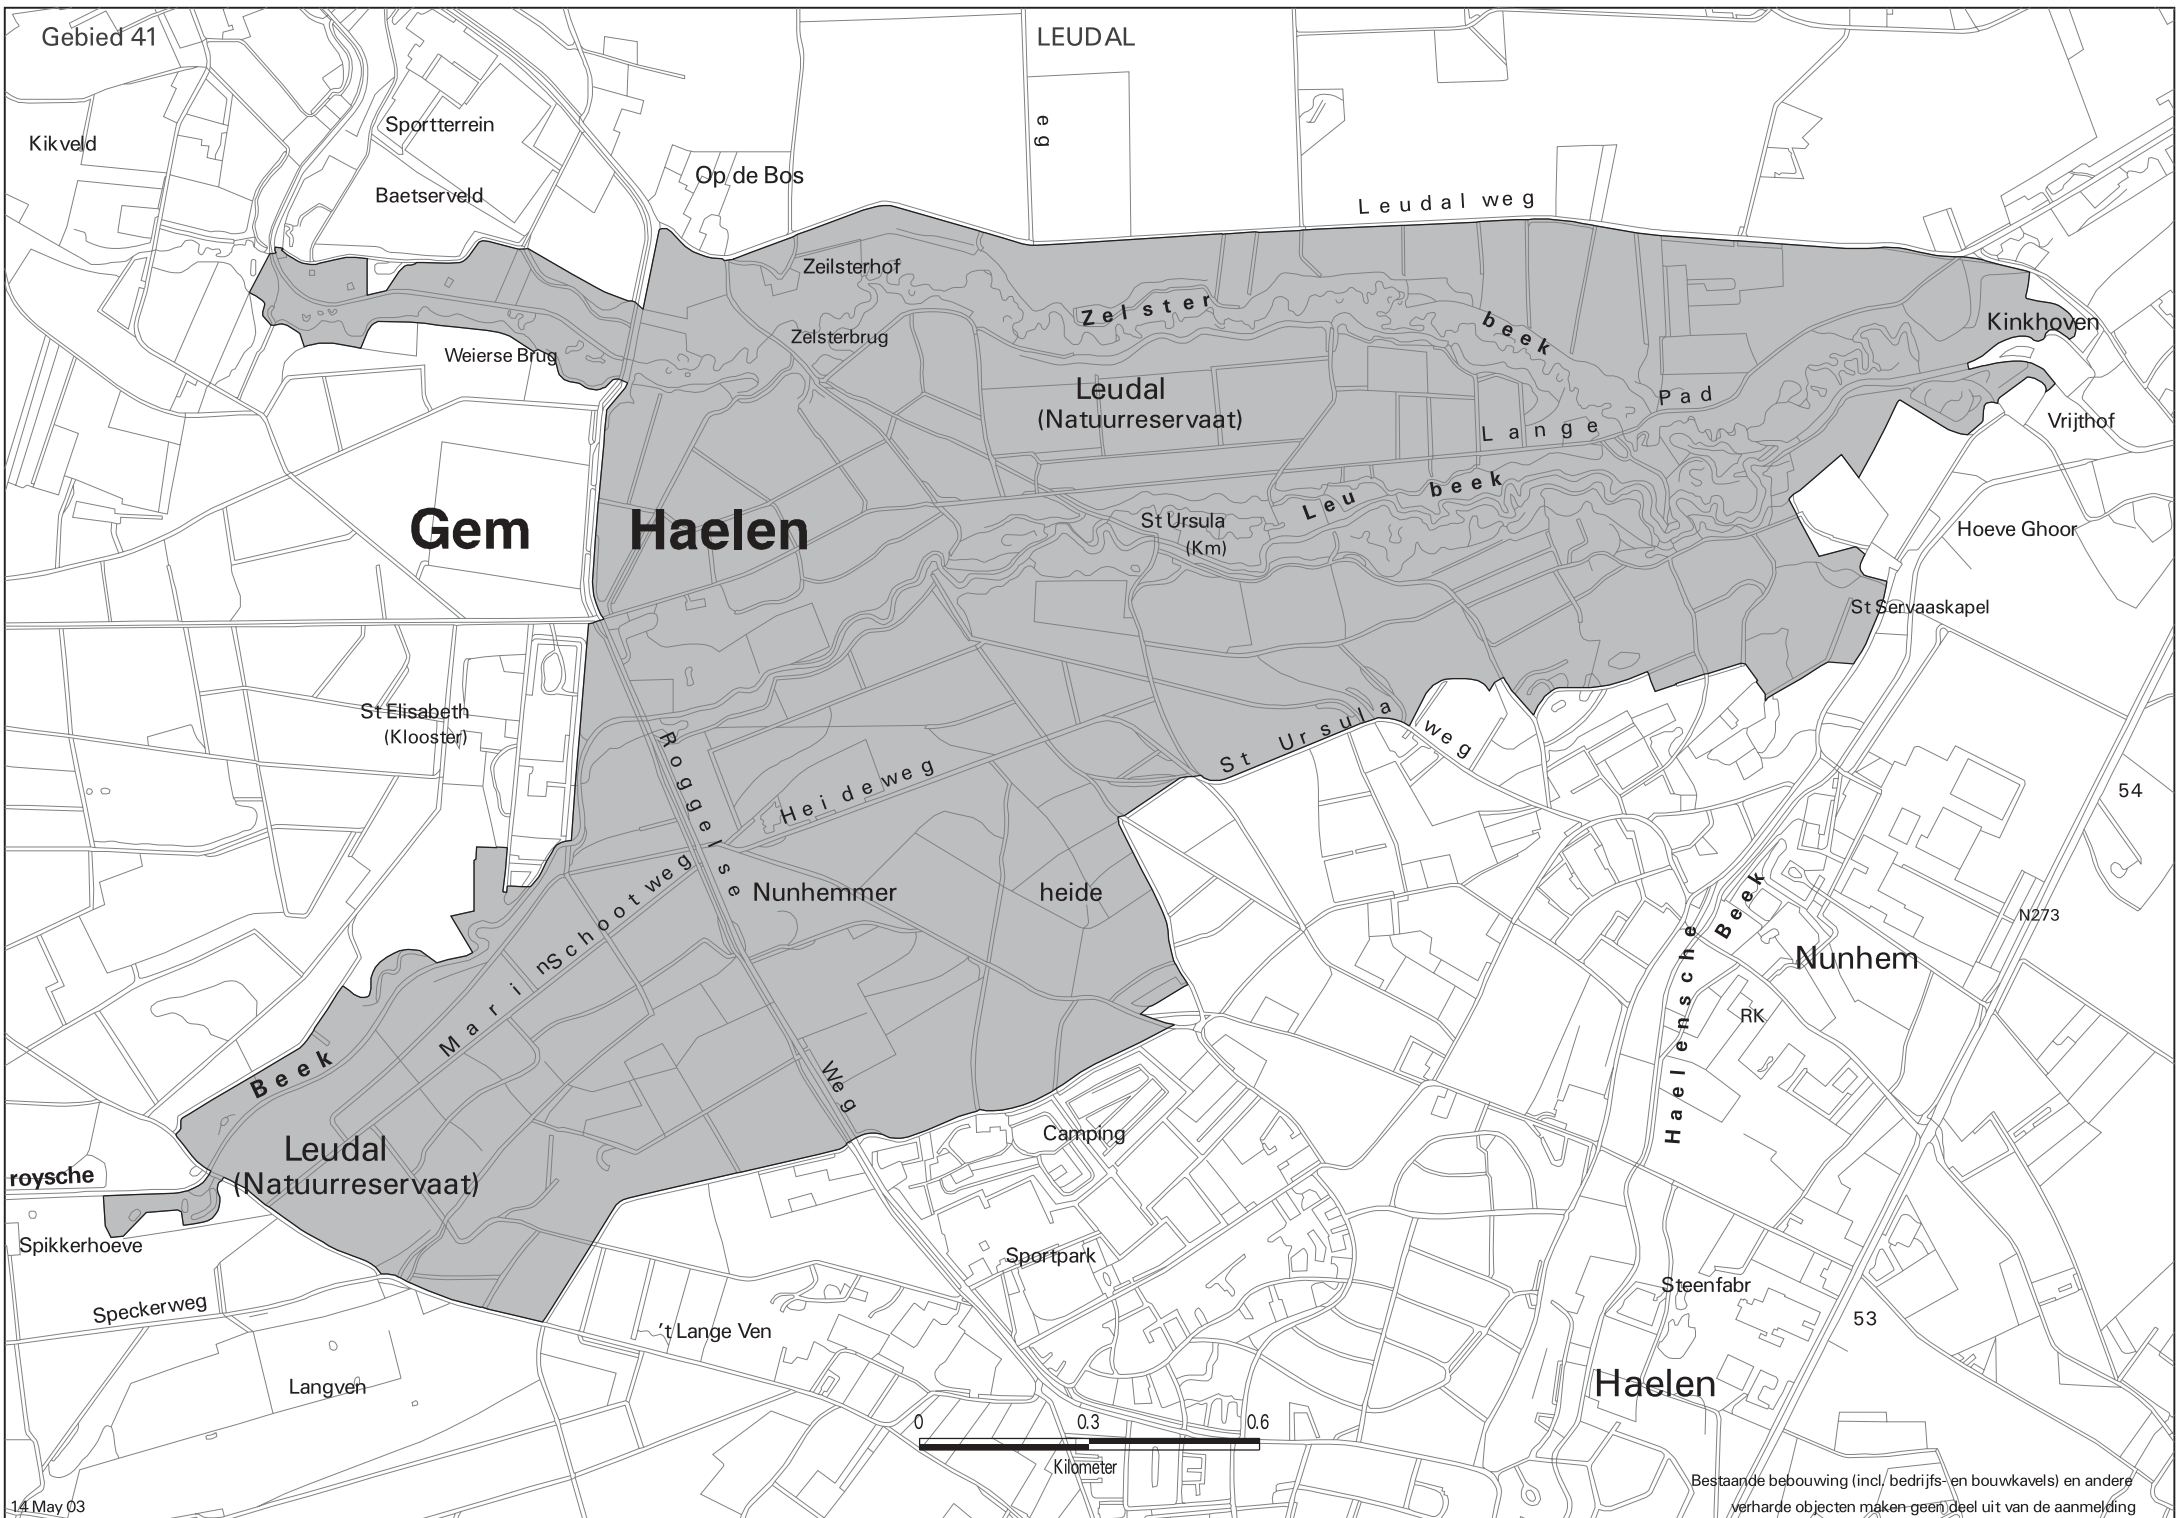 Gebied 41
LEUDAL
eg
Sportterrein
Kikveld
Op de Bos
Baetserveld
Leudalweg
Zeilsterhof
Zelster
beek
Kinkhoven
Zelsterbrug
Weierse Brug
Leudal
(Natuurreservaat)
Lange Pad
Vrijthof
Leu beek
Gem Haelen
St Ursula
(Km)
Hoeve Ghoor
St Servaaskapel
St Elisabeth
(Klooster)
St Ursula weg
Heideweg
Roggelse Weg
54
Nunhemmer heide
MarinSchootweg
N273
Haelensche Beek
Nunhem
RK
Beek
Camping
Leudal
(Natuurreservaat)
roysche
Spikkerhoeve
Sportpark
Steenfabr
Speckerweg
53
't Lange Ven
Langven
Haelen
0 0.3 0.6
Kilometer
Bestaande bebouwing (incl. bedrijfs- en bouwkavels) en andere
verharde objecten maken geen deel uit van de aanmelding
14 May 03